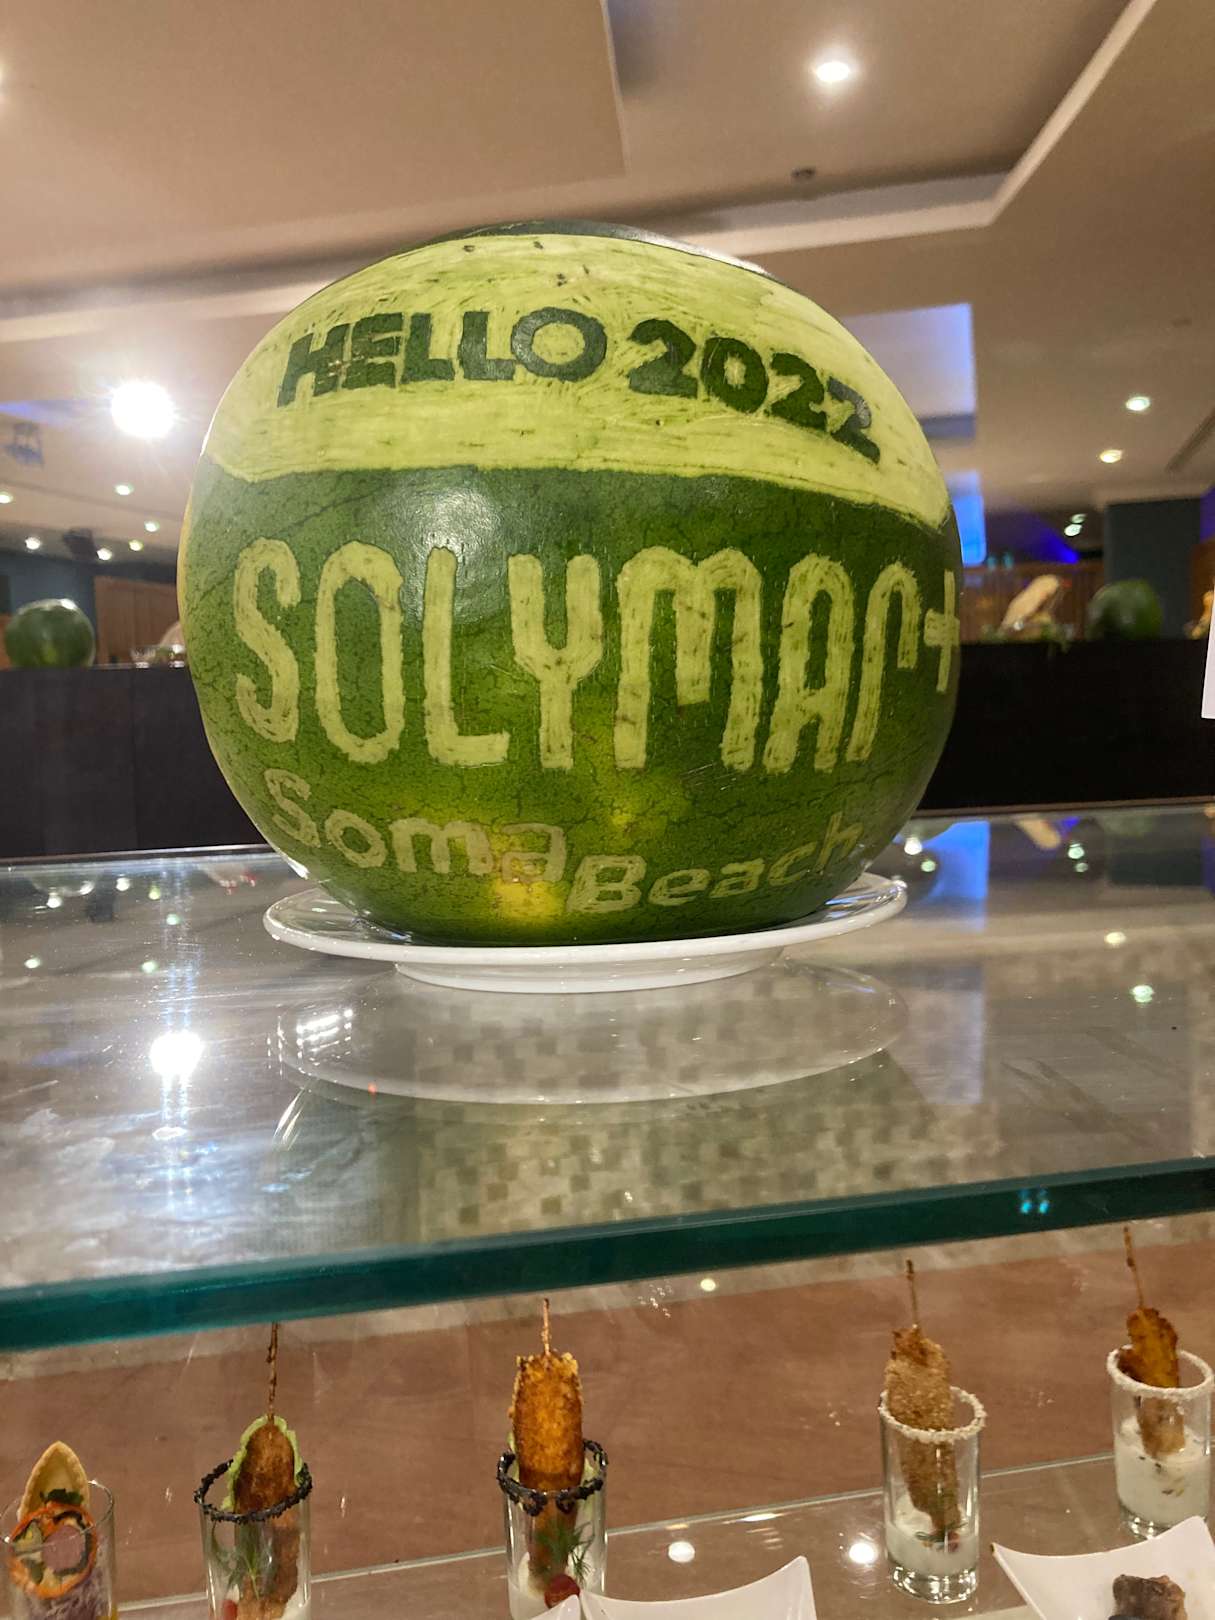 HELLO 2022
SOLYMAR+
Soma Beach